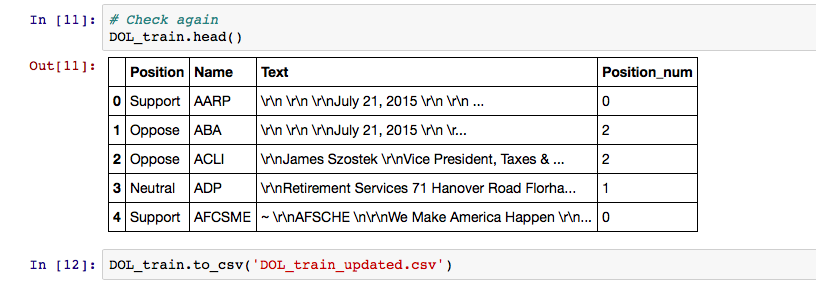 In [11]: # Check again
DOL_train.head()
Out[11]: Position Name Text Position_num
0 Support AARP \r\n \r\n \r\nJuly 21, 2015 \r\n \r\n ... 0
1 Oppose ABA \r\n \r\n \r\nJuly 21, 2015 \r\n \r... 2
2 Oppose ACLI \r\nJames Szostek \r\nVice President, Taxes & ... 2
3 Neutral ADP \r\nRetirement Services 71 Hanover Road Florha... 1
4 Support AFCSME ~ \r\nAFSCHE \n\r\nWe Make America Happen \r\n... 0
In [12]: DOL_train.to_csv('DOL_train_updated.csv')